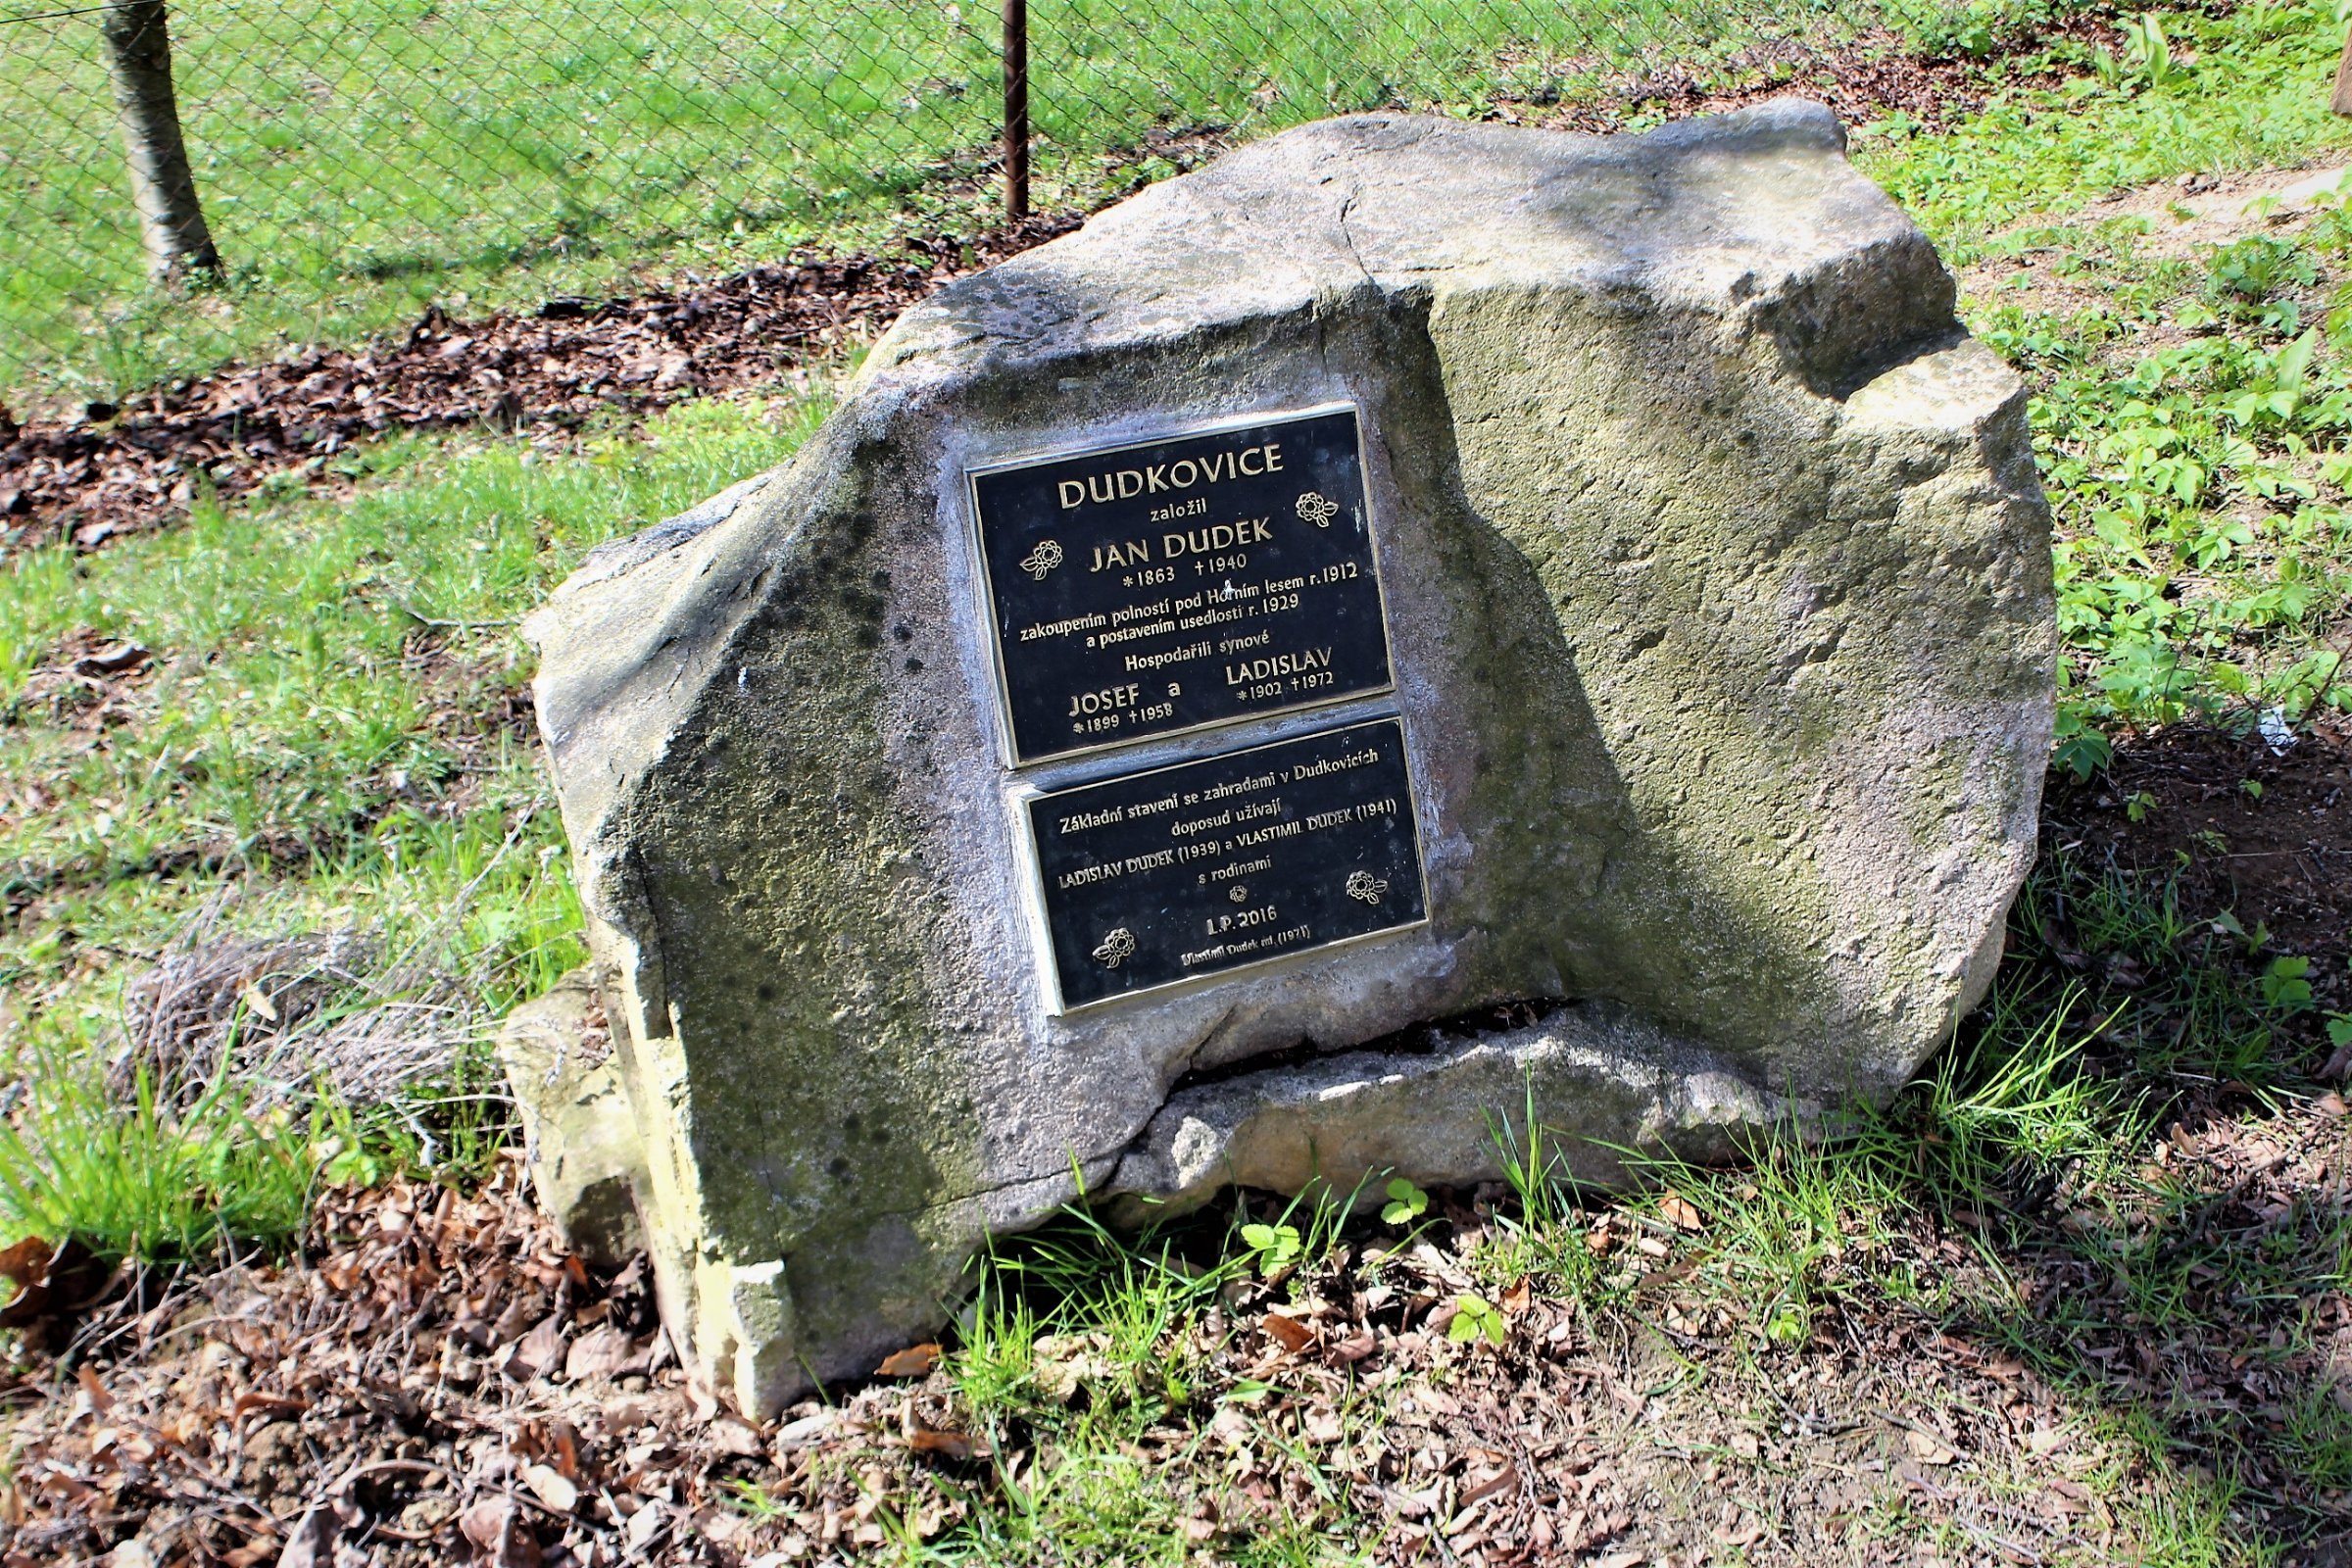 DUDKOVICE
založil
JAN DUDEK
*1863 †1940
zakoupením polností pod Horním lesem r.1912
a postavením usedlosti r.1929
Hospodařili synové
JOSEF a LADISLAV
*1899 †1958 *1902 †1972
Základní stavení se zahradami v Dudkovicích
doposud užívají
LADISLAV DUDEK (1939) a VLASTIMIL DUDEK (1941)
s rodinami
L.P. 2016
Vlastimil Dudek ml. (1971)